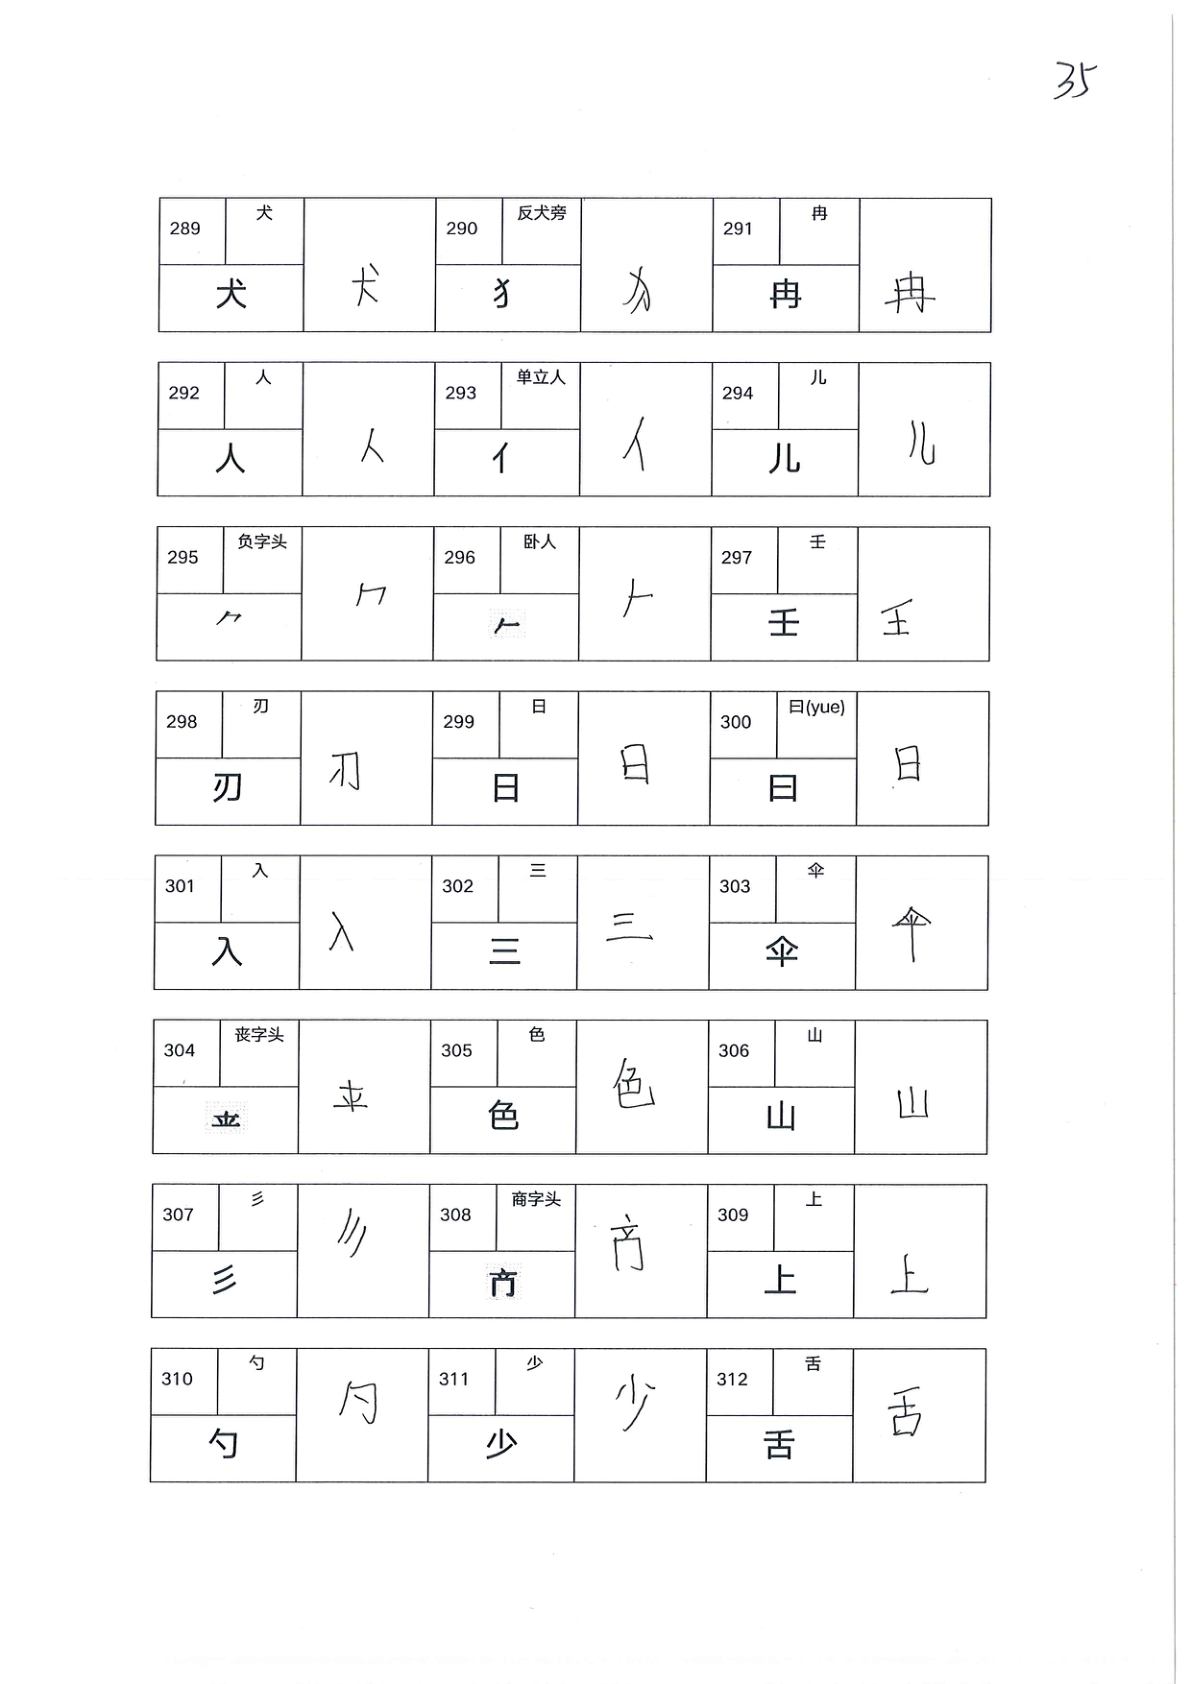 35
289 犬 犬 犬 290 反犬旁 犭 犭 291 冉 冉 冉
292 人 人 人 293 单立人 亻 亻 294 儿 儿 儿
295 负字头 ⺈ ⺈ 296 卧人 𠂉 𠂉 297 壬 壬 壬
298 刃 刃 刃 299 日 日 日 300 曰(yue) 曰 曰
301 入 入 入 302 三 三 三 303 伞 伞 伞
304 丧字头 305 色 色 色 306 山 山 山
307 彡 彡 彡 308 商字头 309 上 上 上
310 勺 勺 勺 311 少 少 少 312 舌 舌 舌